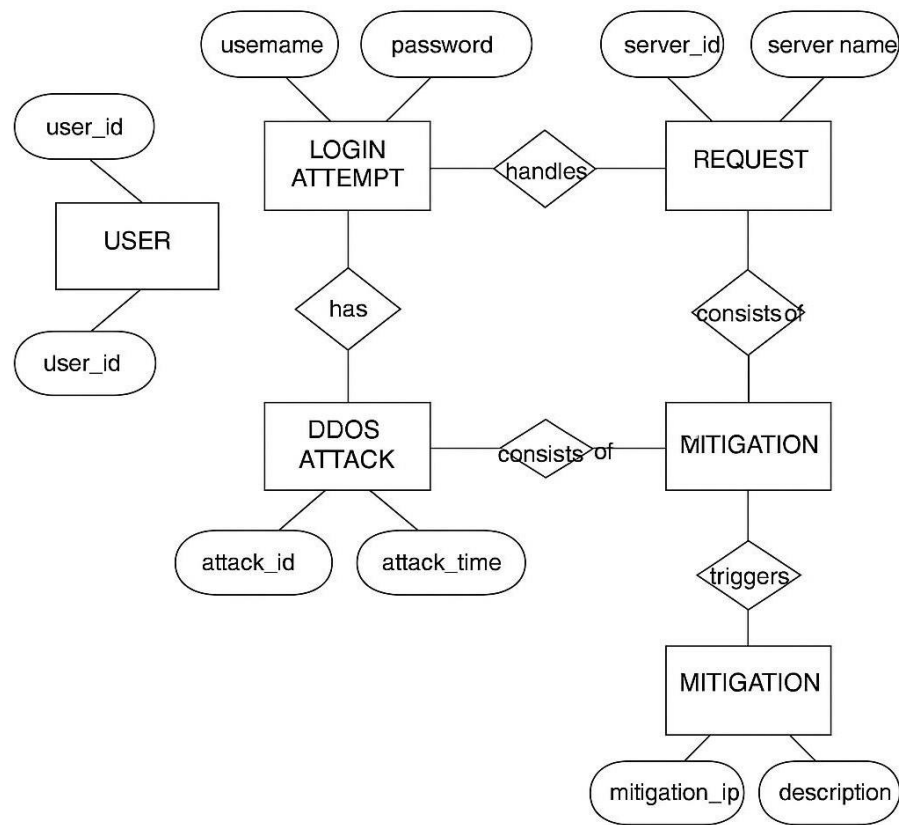 usemame
password
server_id
server name
user_id
LOGIN
ATTEMPT
handles
REQUEST
USER
has
consists of
user_id
DDOS
ATTACK
consists of
MITIGATION
attack_id
attack_time
triggers
MITIGATION
mitigation_ip
description